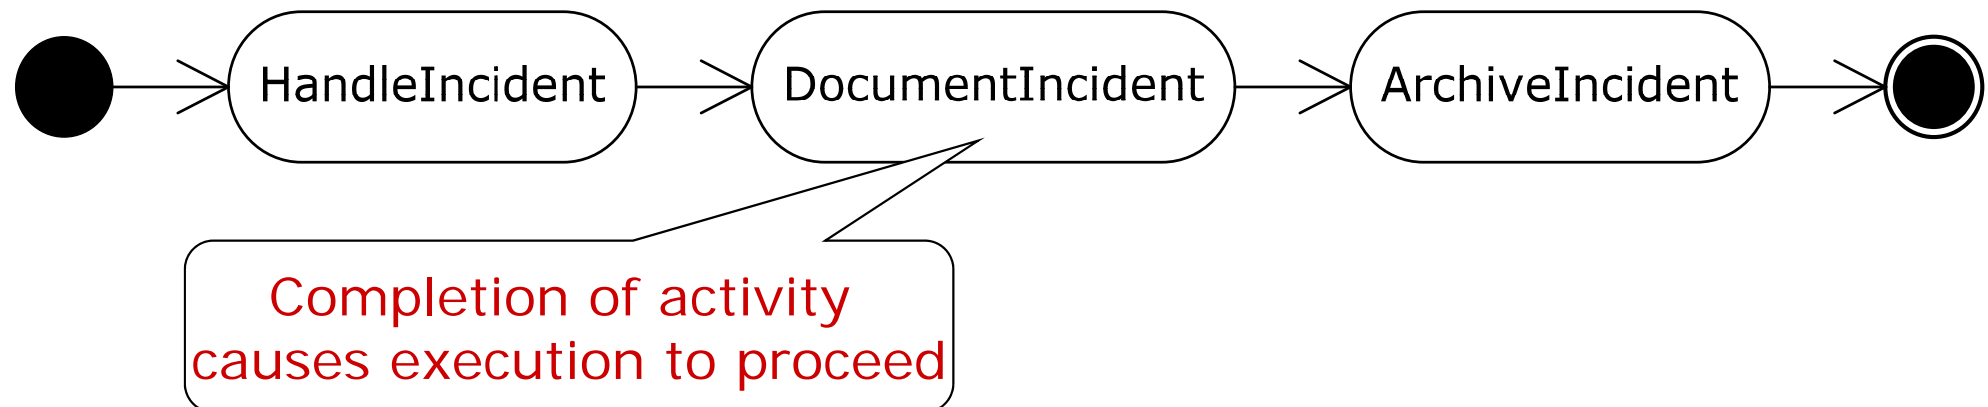 HandleIncident
DocumentIncident
ArchiveIncident
Completion of activity
causes execution to proceed